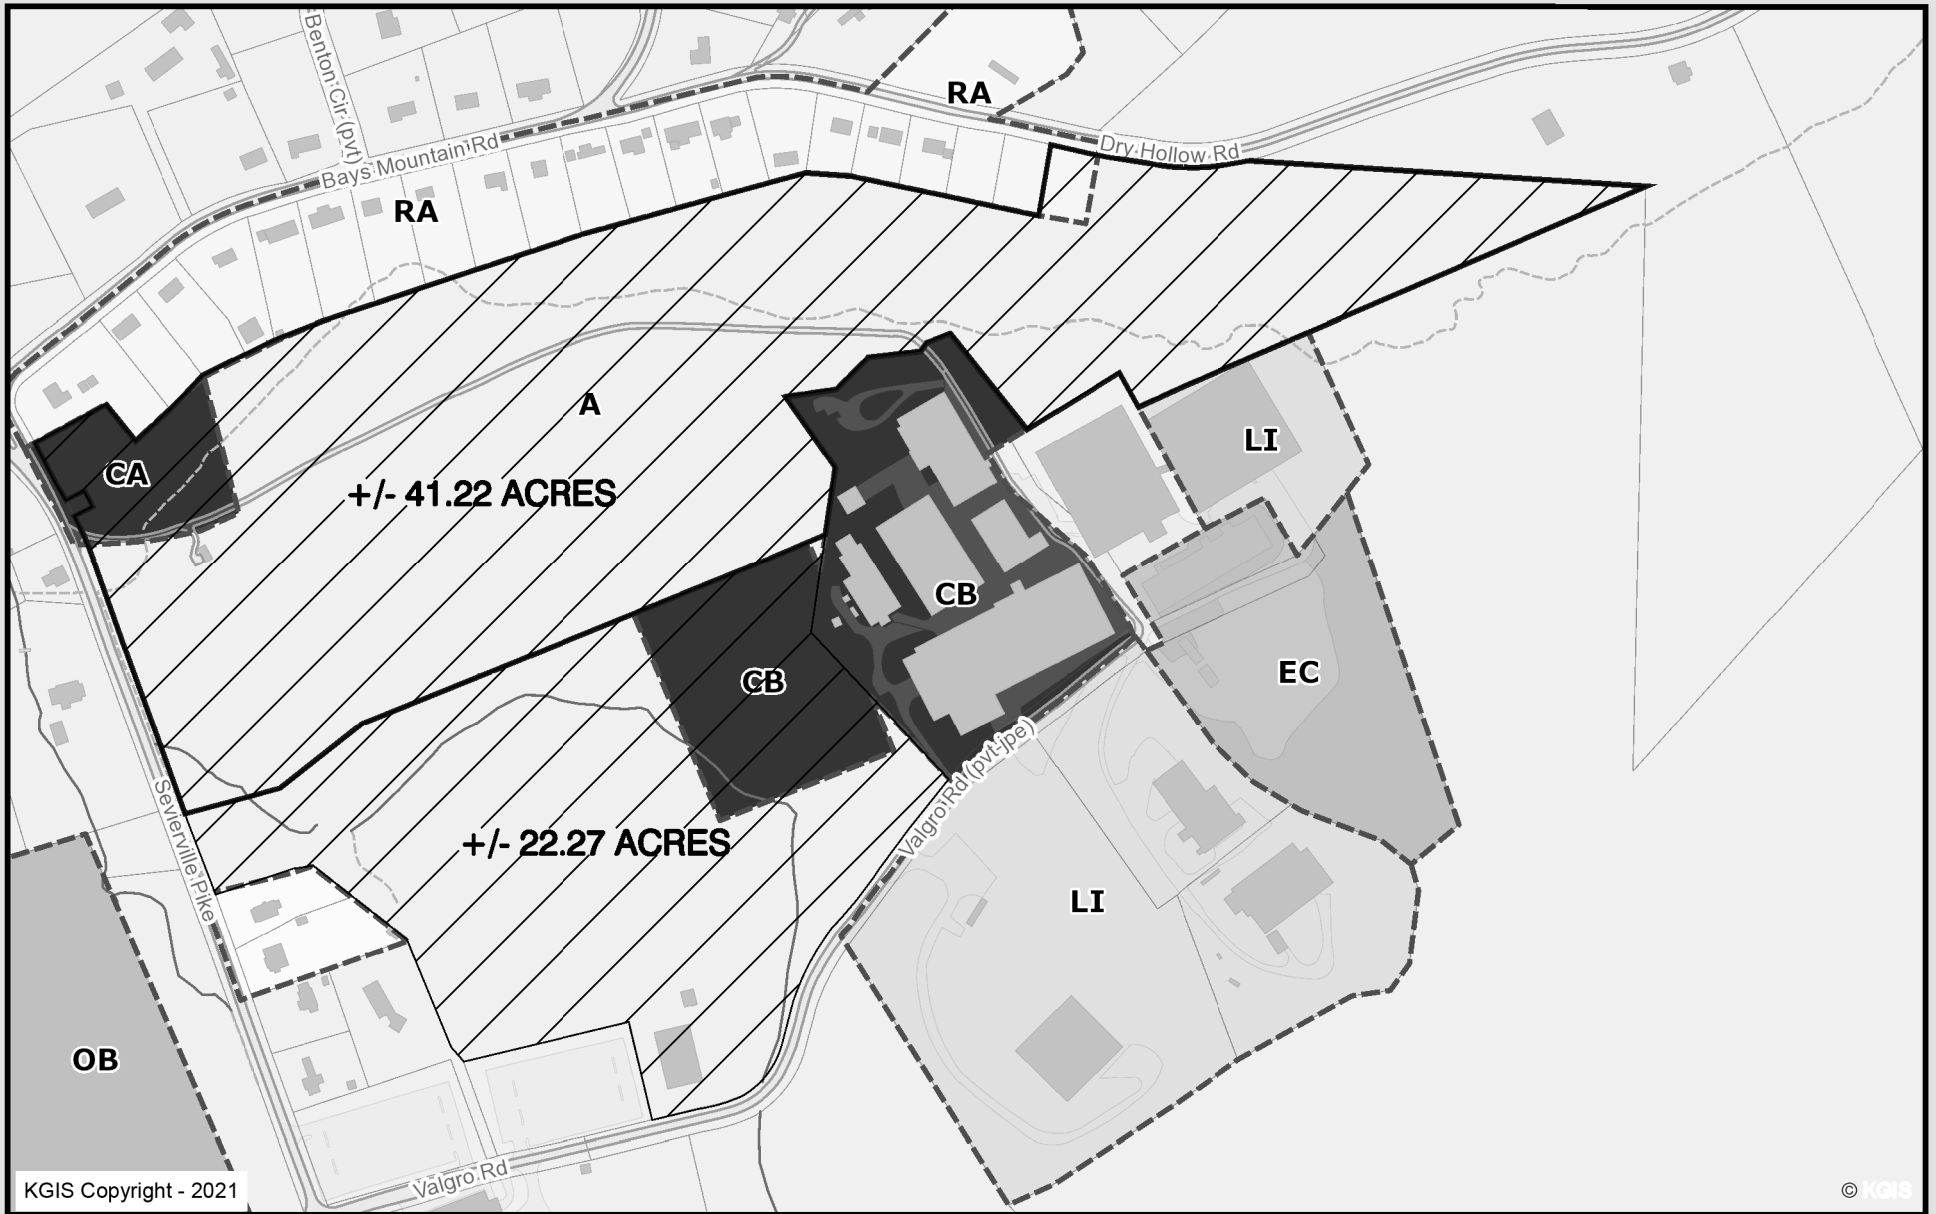 Benton Cir. (pvt)
RA
Bays Mountain Rd
Dry Hollow Rd
RA
A
CA
LI
+/- 41.22 ACRES
CB
CB
EC
Valgro Rd (pvt-jpe)
Sevierville Pike
+/- 22.27 ACRES
LI
OB
Valgro Rd
KGIS Copyright - 2021
© KGIS